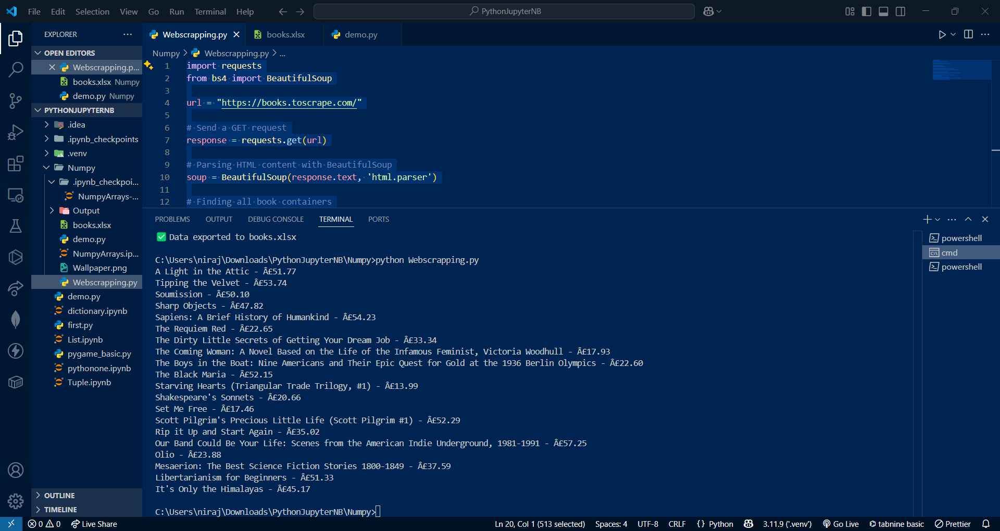 File Edit Selection View Go Run Terminal Help
PythonJupyterNB
EXPLORER
OPEN EDITORS
Webscrapping.p...
books.xlsx Numpy
demo.py Numpy
PYTHONJUPYTERNB
.idea
.ipynb_checkpoints
.venv
Numpy
.ipynb_checkpoi...
NumpyArrays-...
Output
books.xlsx
demo.py
NumpyArrays.ip...
Wallpaper.png
Webscrapping.py
demo.py
dictionary.ipynb
first.py
List.ipynb
pygame_basic.py
pythonone.ipynb
Tuple.ipynb
OUTLINE
TIMELINE
Webscrapping.py books.xlsx demo.py
Numpy > Webscrapping.py > ...
1 import requests
2 from bs4 import BeautifulSoup
3
4 url = "https://books.toscrape.com/"
5
6 # Send a GET request
7 response = requests.get(url)
8
9 # Parsing HTML content with BeautifulSoup
10 soup = BeautifulSoup(response.text, 'html.parser')
11
12 # Finding all book containers
PROBLEMS OUTPUT DEBUG CONSOLE TERMINAL PORTS
✅ Data exported to books.xlsx
C:\Users\niraj\Downloads\PythonJupyterNB\Numpy>python Webscrapping.py
A Light in the Attic - Â£51.77
Tipping the Velvet - Â£53.74
Soumission - Â£50.10
Sharp Objects - Â£47.82
Sapiens: A Brief History of Humankind - Â£54.23
The Requiem Red - Â£22.65
The Dirty Little Secrets of Getting Your Dream Job - Â£33.34
The Coming Woman: A Novel Based on the Life of the Infamous Feminist, Victoria Woodhull - Â£17.93
The Boys in the Boat: Nine Americans and Their Epic Quest for Gold at the 1936 Berlin Olympics - Â£22.60
The Black Maria - Â£52.15
Starving Hearts (Triangular Trade Trilogy, #1) - Â£13.99
Shakespeare's Sonnets - Â£20.66
Set Me Free - Â£17.46
Scott Pilgrim's Precious Little Life (Scott Pilgrim #1) - Â£52.29
Rip it Up and Start Again - Â£35.02
Our Band Could Be Your Life: Scenes from the American Indie Underground, 1981-1991 - Â£57.25
Olio - Â£23.88
Mesaerion: The Best Science Fiction Stories 1800-1849 - Â£37.59
Libertarianism for Beginners - Â£51.33
It's Only the Himalayas - Â£45.17
C:\Users\niraj\Downloads\PythonJupyterNB\Numpy>
powershell
cmd
powershell
0 0 Live Share
Ln 20, Col 1 (513 selected) Spaces: 4 UTF-8 CRLF {} Python 3.11.9 ('.venv') Go Live tabnine basic Prettier